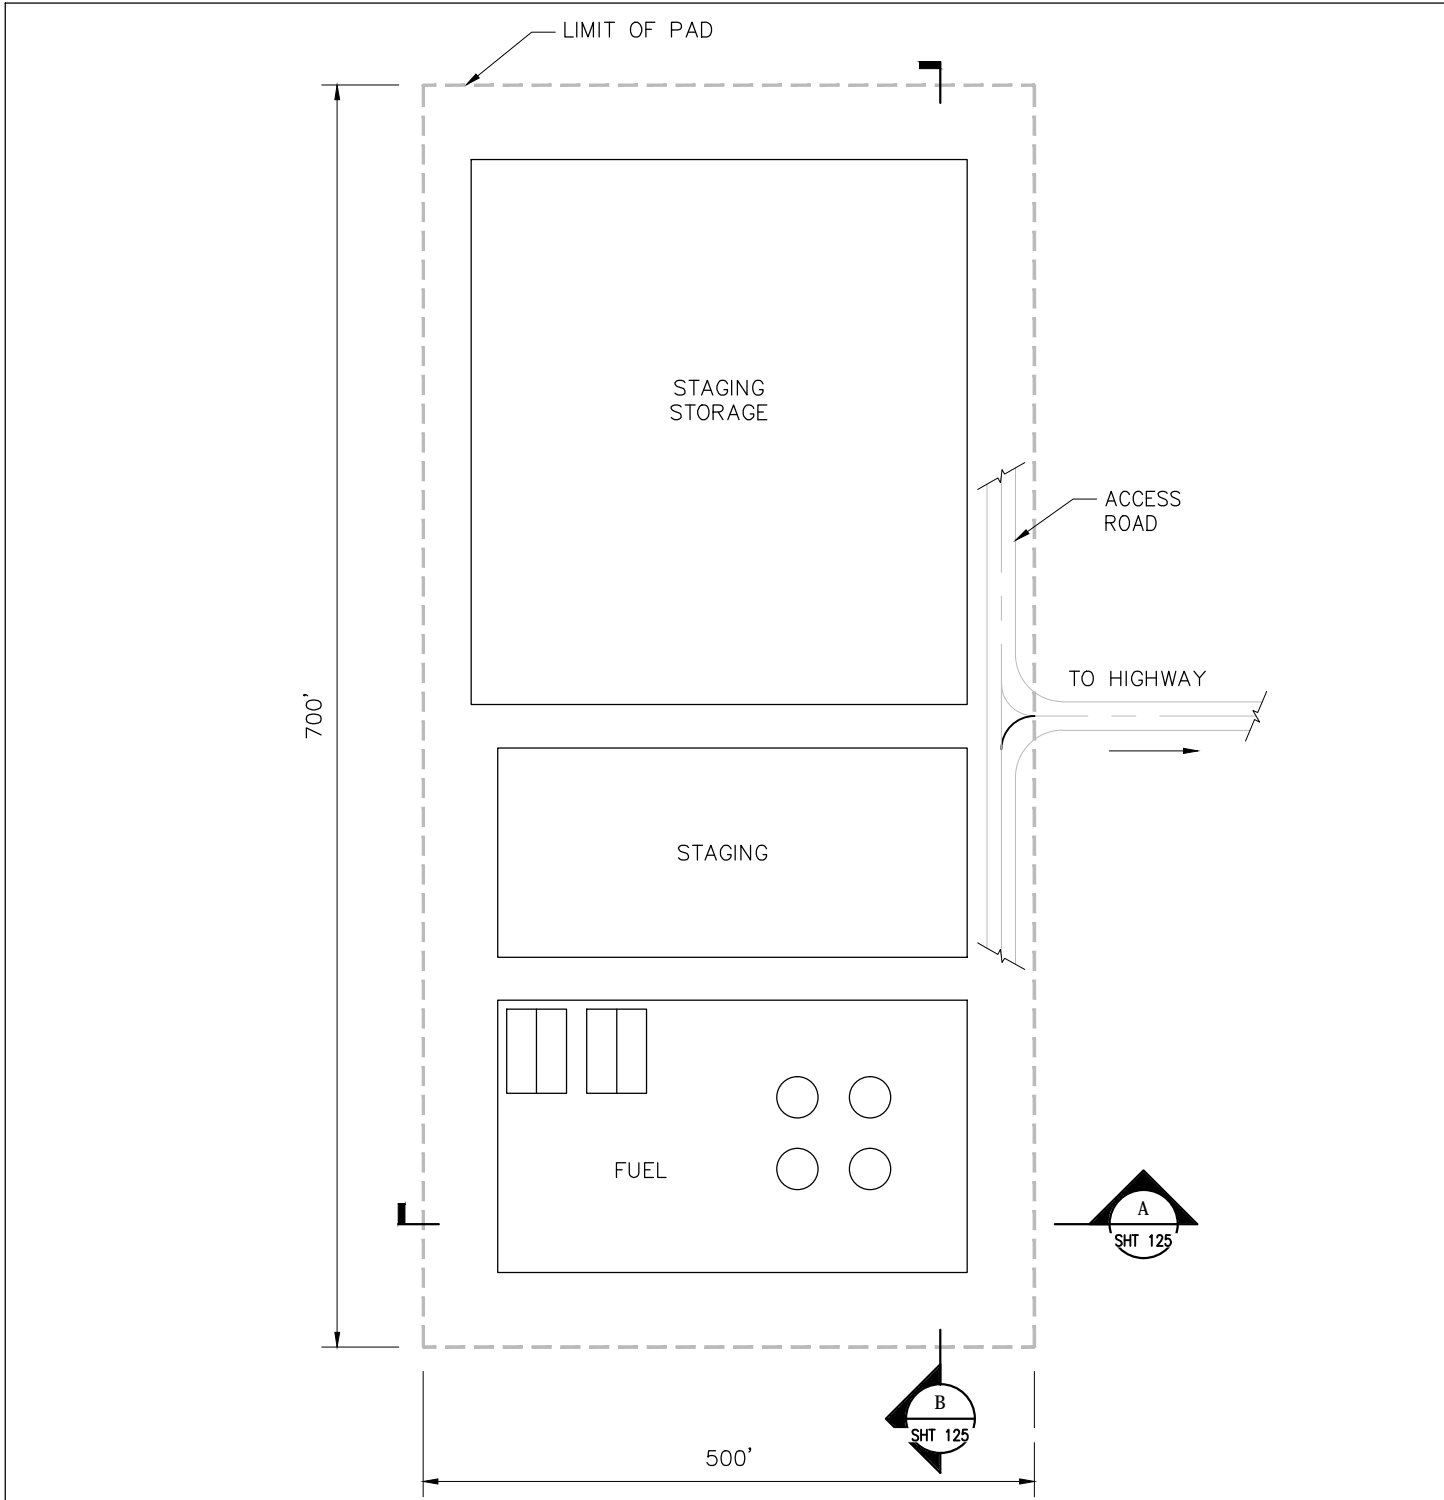 LIMIT OF PAD
STAGING
STORAGE
ACCESS
ROAD
TO HIGHWAY
700'
STAGING
FUEL
A
SHT 125
B
SHT 125
500'